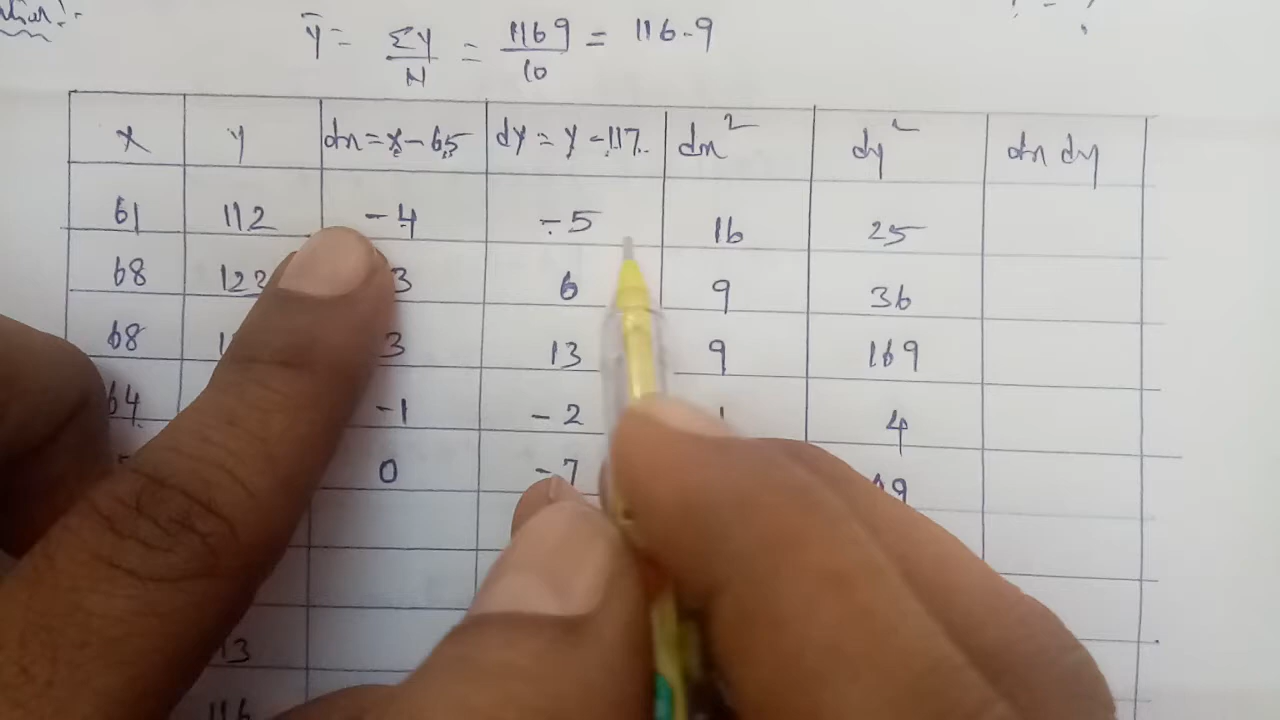 Ȳ = ΣY/N = 1169/10 = 116.9
X Y dx = X - 65 dy = Y - 117 dx² dy² dx dy
61 112 -4 -5 16 25
68 123 3 6 9 36
68 3 13 9 169
64 -1 -2 4
0 -7
13
116